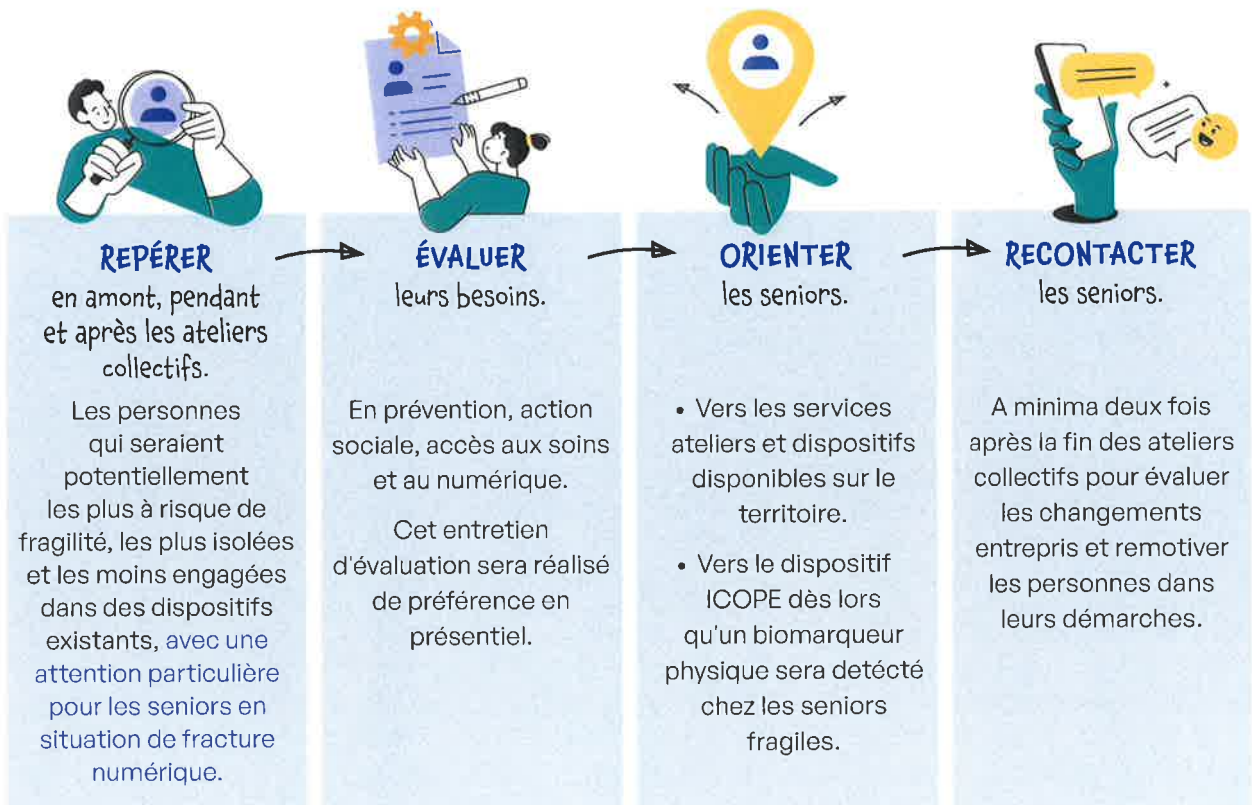 REPÉRER
en amont, pendant
et après les ateliers
collectifs.
Les personnes
qui seraient
potentiellement
les plus à risque de
fragilité, les plus isolées
et les moins engagées
dans des dispositifs
existants, avec une
attention particulière
pour les seniors en
situation de fracture
numérique.
ÉVALUER
leurs besoins.
En prévention, action
sociale, accès aux soins
et au numérique.
Cet entretien
d'évaluation sera réalisé
de préférence en
présentiel.
ORIENTER
les seniors.
• Vers les services
ateliers et dispositifs
disponibles sur le
territoire.
• Vers le dispositif
ICOPE dès lors
qu'un biomarqueur
physique sera detécté
chez les seniors
fragiles.
RECONTACTER
les seniors.
A minima deux fois
après la fin des ateliers
collectifs pour évaluer
les changements
entrepris et remotiver
les personnes dans
leurs démarches.